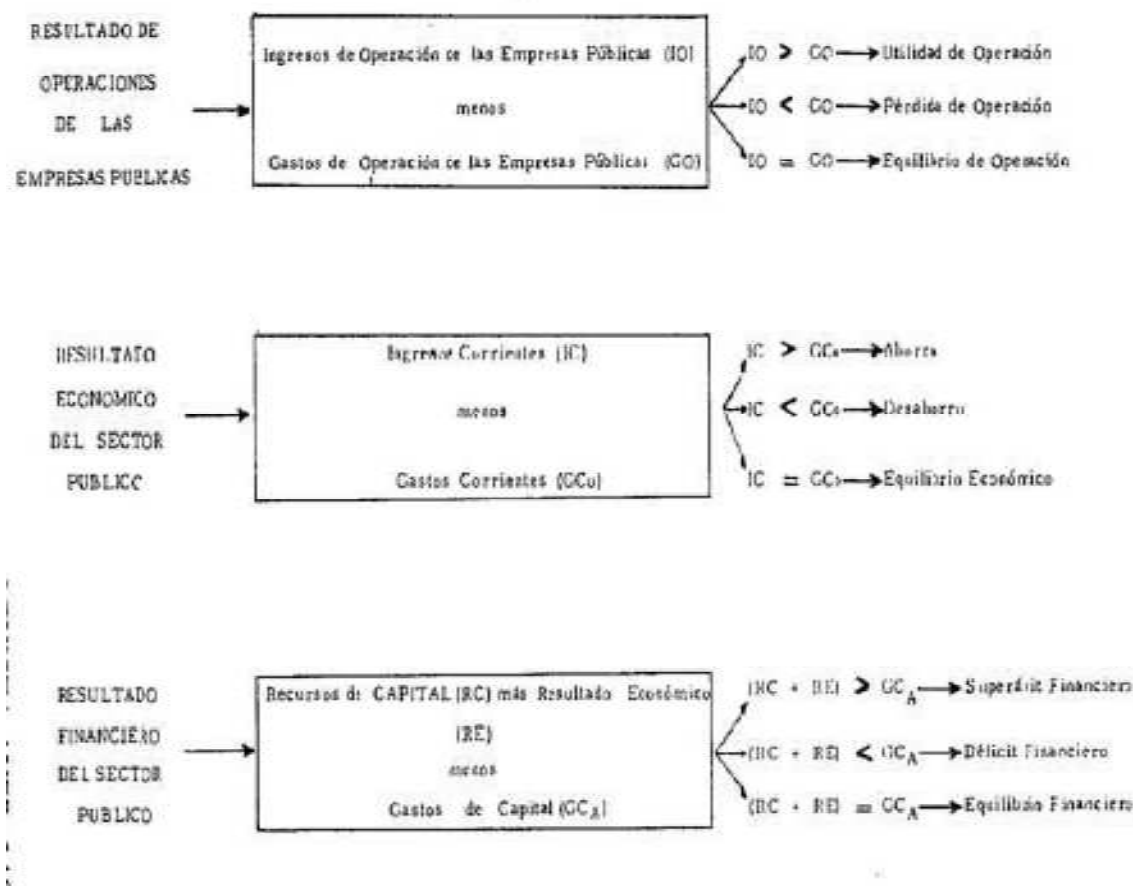 RESULTADO DE
OPERACIONES
DE LAS
EMPRESAS PUBLICAS
Ingresos de Operación de las Empresas Públicas (IO)
menos
Gastos de Operación de las Empresas Públicas (GO)
IO > GO → Utilidad de Operación
IO < GO → Pérdida de Operación
IO = GO → Equilibrio de Operación
RESULTADO
ECONOMICO
DEL SECTOR
PUBLICO
Ingresos Corrientes (IC)
menos
Gastos Corrientes (GCo)
IC > GCo → Ahorro
IC < GCo → Desahorro
IC = GCo → Equilibrio Económico
RESULTADO
FINANCIERO
DEL SECTOR
PUBLICO
Recursos de CAPITAL (RC) más Resultado Económico
(RE)
menos
Gastos de Capital (GCA)
(RC + RE) > GCA → Superávit Financiero
(RC + RE) < GCA → Déficit Financiero
(RC + RE) = GCA → Equilibrio Financiero